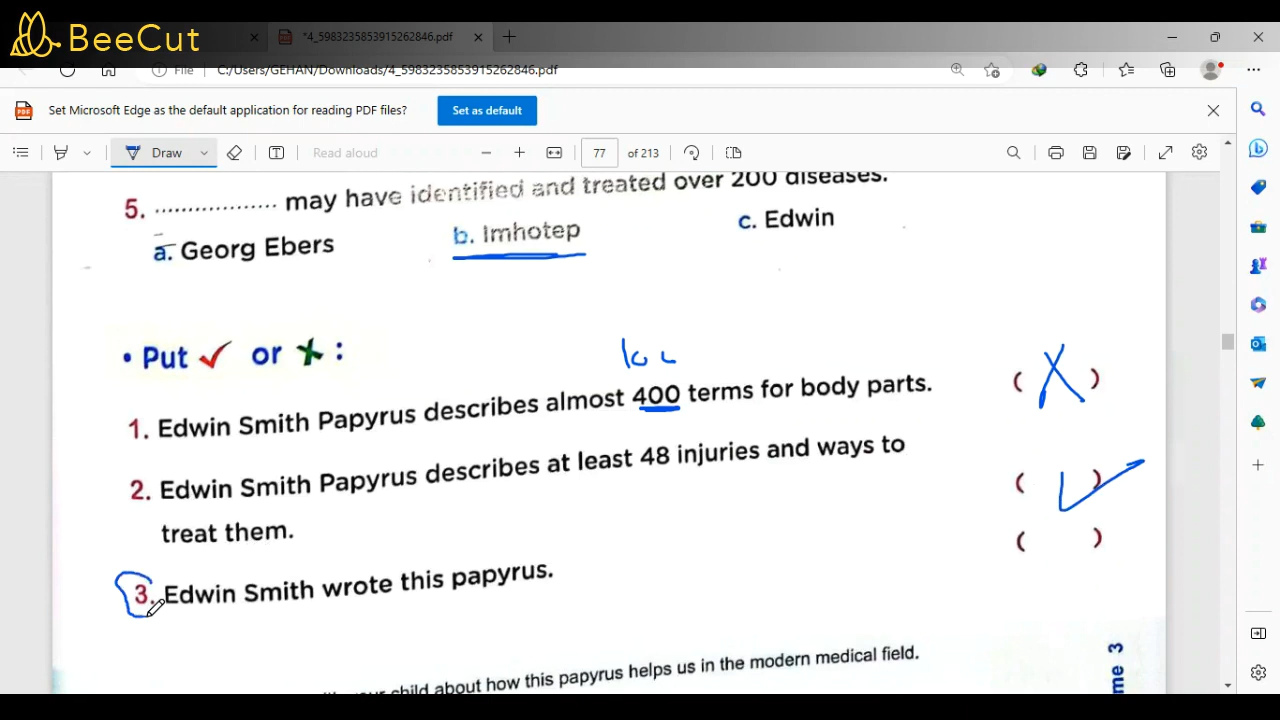 BeeCut
*4_5983235853915262846.pdf
File C:/Users/GEHAN/Downloads/4_5983235853915262846.pdf
Set Microsoft Edge as the default application for reading PDF files? Set as default
Draw Read aloud 77 of 213
5. .................. may have identified and treated over 200 diseases.
a. Georg Ebers b. Imhotep c. Edwin
• Put ✓ or ✗ :
1. Edwin Smith Papyrus describes almost 400 terms for body parts. ( X )
2. Edwin Smith Papyrus describes at least 48 injuries and ways to
treat them. ( ✓ )
3. Edwin Smith wrote this papyrus. ( )
child about how this papyrus helps us in the modern medical field.
me 3